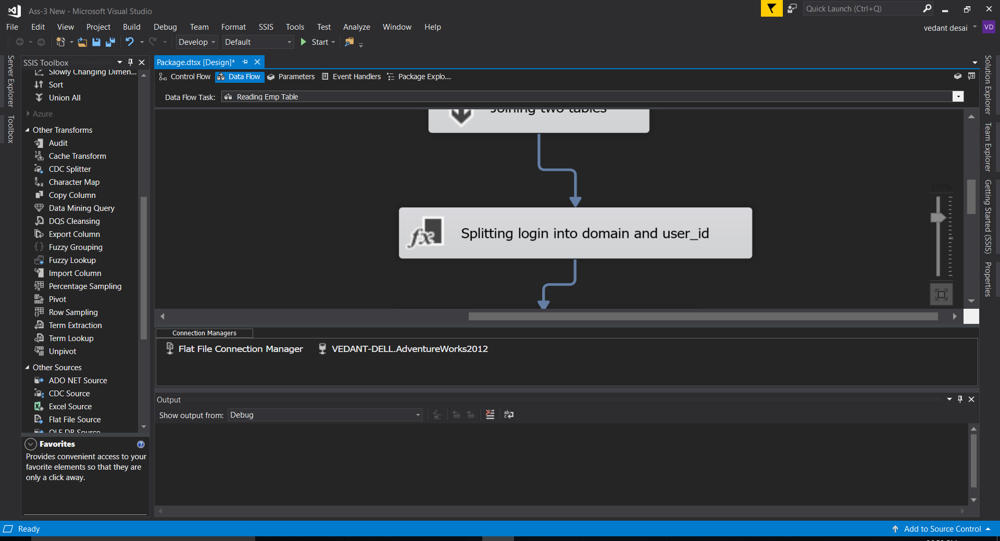 Ass-3 New - Microsoft Visual Studio
Quick Launch (Ctrl+Q)
File Edit View Project Build Debug Team Format SSIS Tools Test Analyze Window Help
vedant desai
VD
Develop
Default
Start
Server Explorer
Toolbox
SSIS Toolbox
Slowly Changing Dimen...
Sort
Union All
Azure
Other Transforms
Audit
Cache Transform
CDC Splitter
Character Map
Copy Column
Data Mining Query
DQS Cleansing
Export Column
Fuzzy Grouping
Fuzzy Lookup
Import Column
Percentage Sampling
Pivot
Row Sampling
Term Extraction
Term Lookup
Unpivot
Other Sources
ADO NET Source
CDC Source
Excel Source
Flat File Source
OLE DB Source
Favorites
Provides convenient access to your
favorite elements so that they are
only a click away.
Package.dtsx [Design]*
Control Flow Data Flow Parameters Event Handlers Package Explo...
Data Flow Task: Reading Emp Table
Joining two tables
fx
Splitting login into domain and user_id
150%
Connection Managers
Flat File Connection Manager
VEDANT-DELL.AdventureWorks2012
Output
Show output from: Debug
Solution Explorer
Team Explorer
Getting Started (SSIS)
Properties
Ready
Add to Source Control